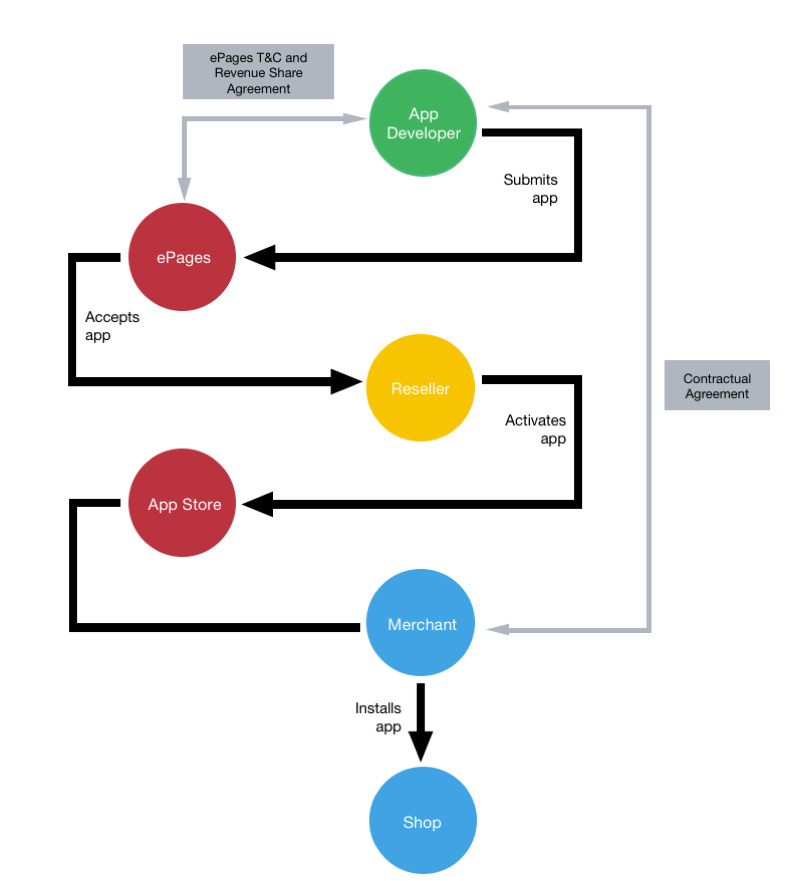 ePages T&C and
Revenue Share
Agreement
App
Developer
Submits
app
ePages
Accepts
app
Reseller
Contractual
Agreement
Activates
app
App Store
Merchant
Installs
app
Shop